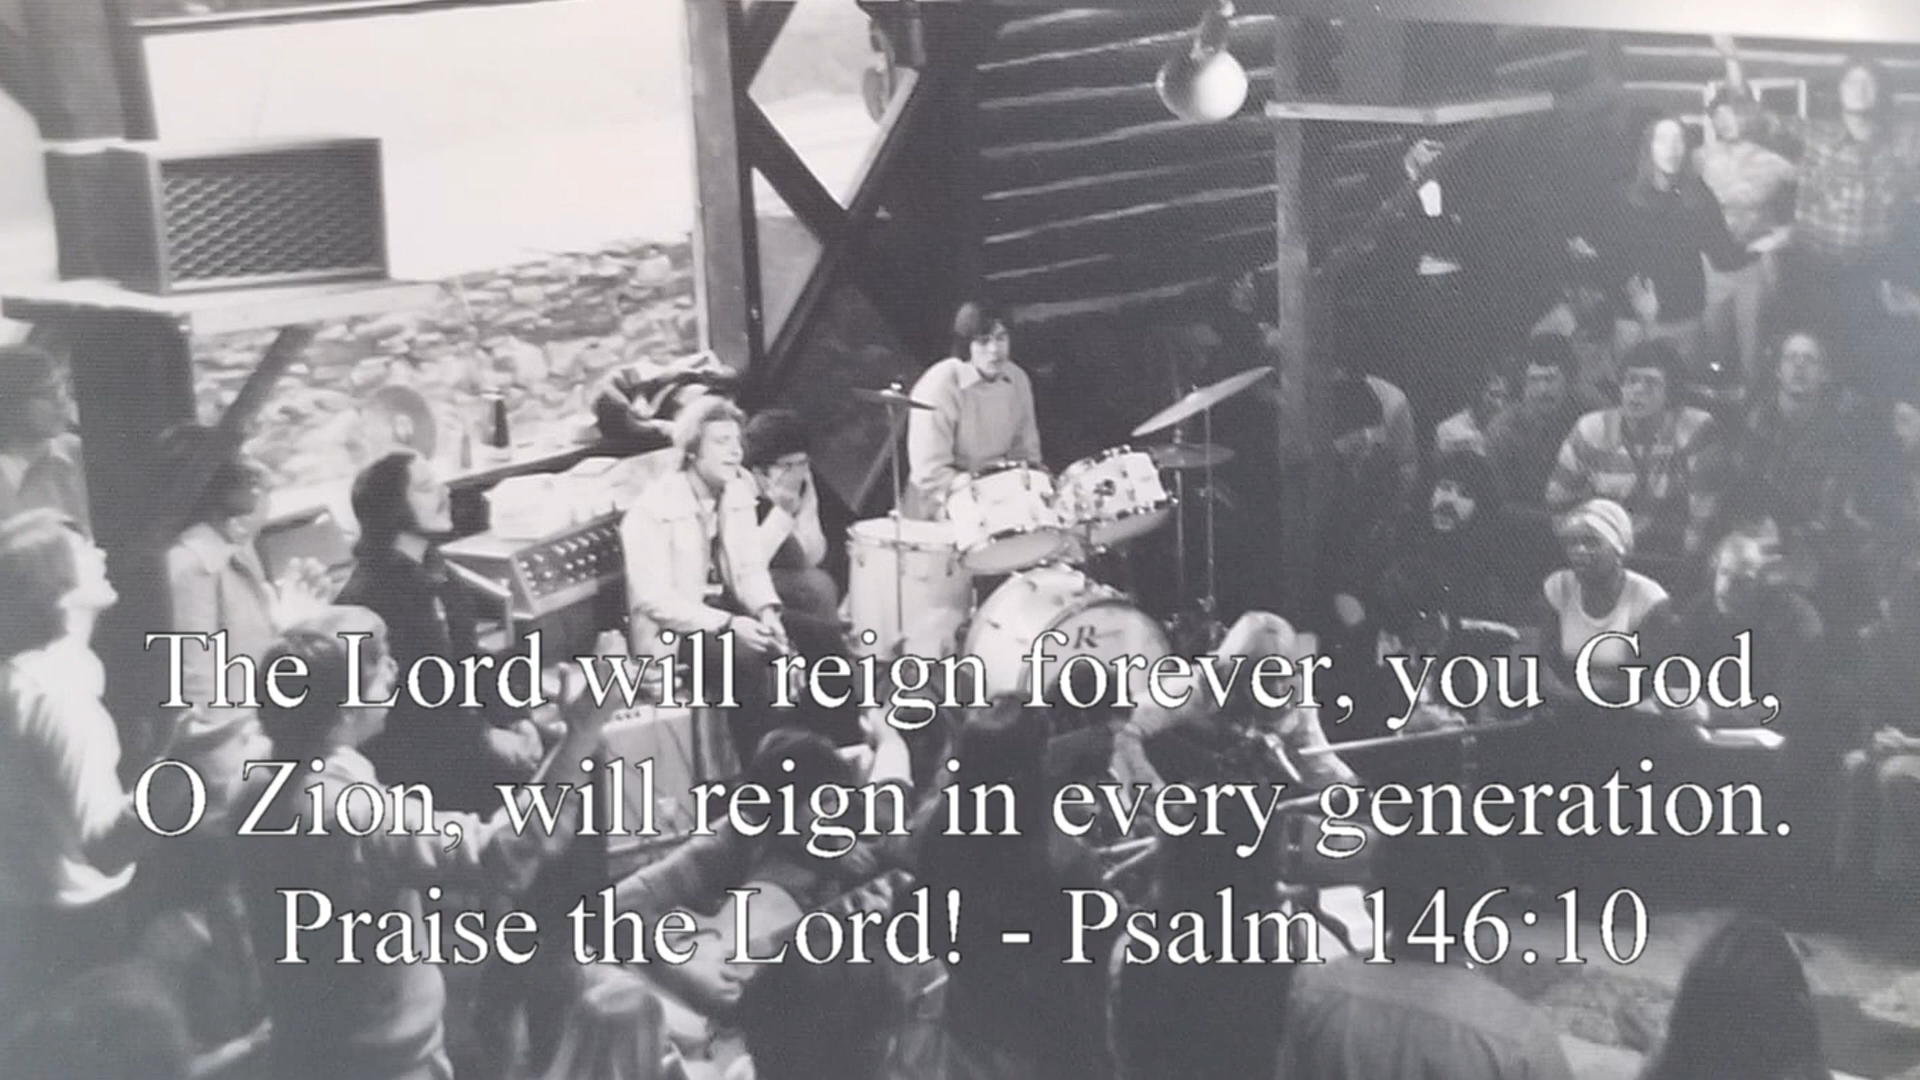 The Lord will reign forever, you God,
O Zion, will reign in every generation.
Praise the Lord! - Psalm 146:10